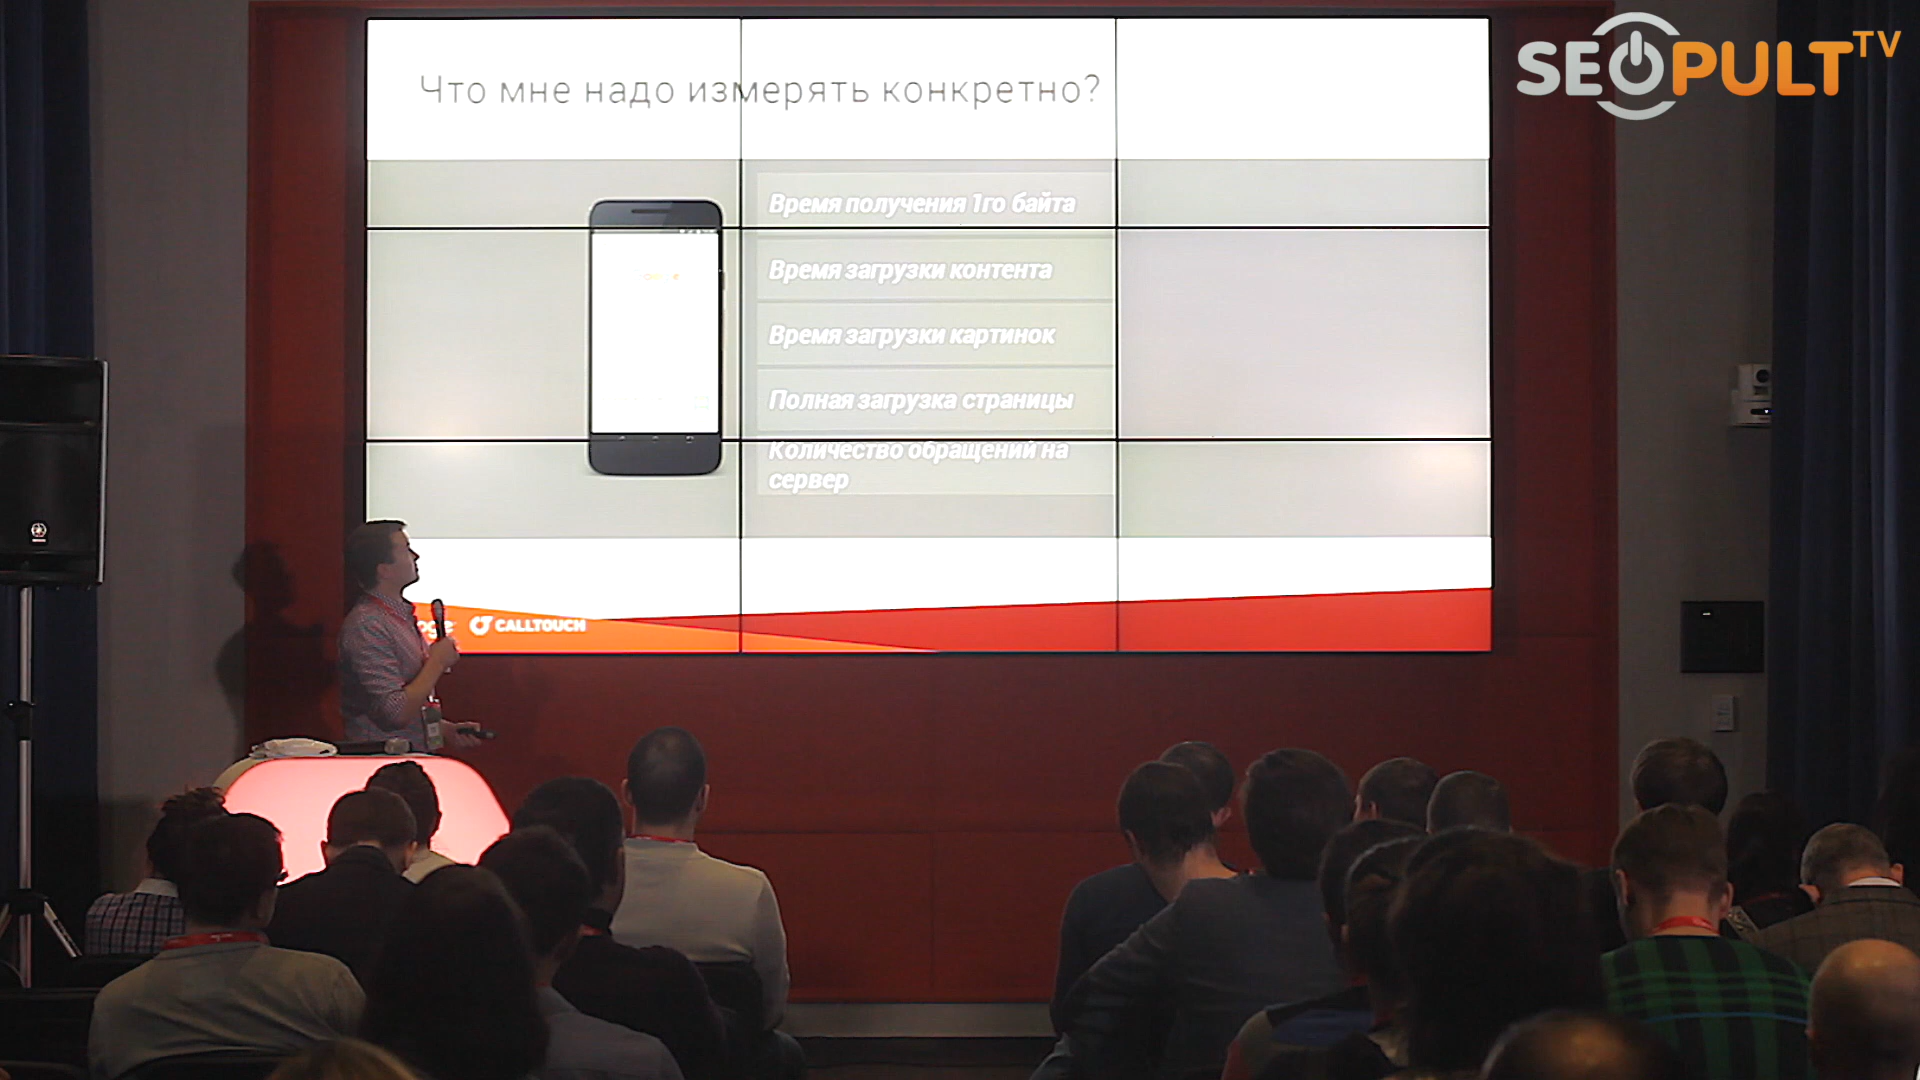 SEOPULT TV
Что мне надо измерять конкретно?
Время получения 1го байта
Время загрузки контента
Время загрузки картинок
Полная загрузка страницы
Количество обращений на
сервер
CALLTOUCH